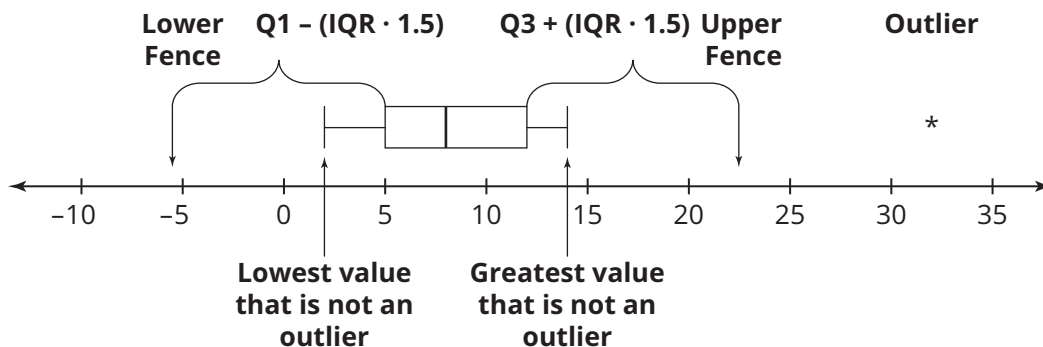 Lower Fence
Q1 – (IQR · 1.5)
Q3 + (IQR · 1.5)
Upper Fence
Outlier
*
–10 –5 0 5 10 15 20 25 30 35
Lowest value
that is not an
outlier
Greatest value
that is not an
outlier